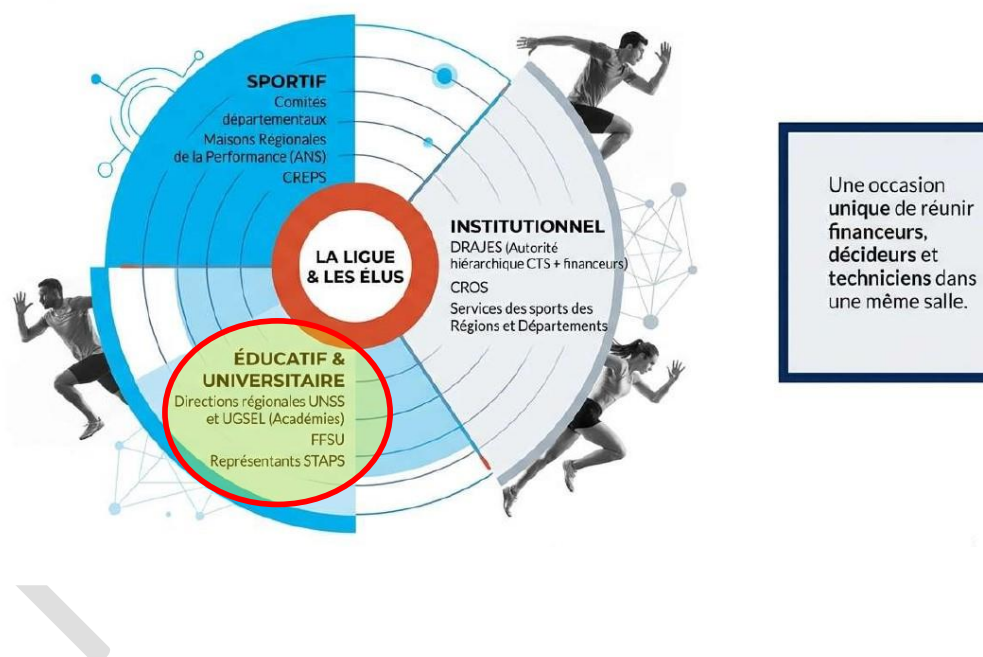 SPORTIF
Comités
départementaux
Maisons Régionales
de la Performance (ANS)
CREPS
LA LIGUE
& LES ÉLUS
INSTITUTIONNEL
DRAJES (Autorité
hiérarchique CTS + financeurs)
CROS
Services des sports des
Régions et Départements
ÉDUCATIF &
UNIVERSITAIRE
Directions régionales UNSS
et UGSEL (Académies)
FFSU
Représentants STAPS
Une occasion
unique de réunir
financeurs,
décideurs et
techniciens dans
une même salle.